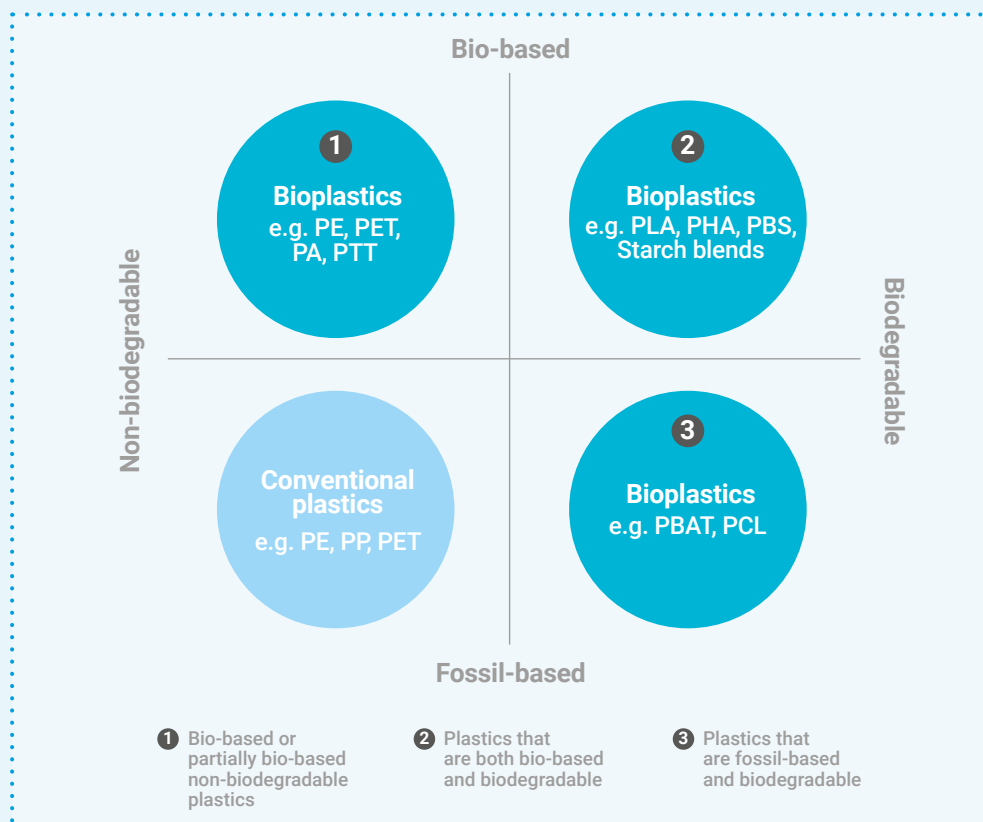 Bio-based
1
Bioplastics
e.g. PE, PET,
PA, PTT
2
Bioplastics
e.g. PLA, PHA, PBS,
Starch blends
Non-biodegradable
Biodegradable
Conventional
plastics
e.g. PE, PP, PET
3
Bioplastics
e.g. PBAT, PCL
Fossil-based
1 Bio-based or
partially bio-based
non-biodegradable
plastics
2 Plastics that
are both bio-based
and biodegradable
3 Plastics that
are fossil-based
and biodegradable